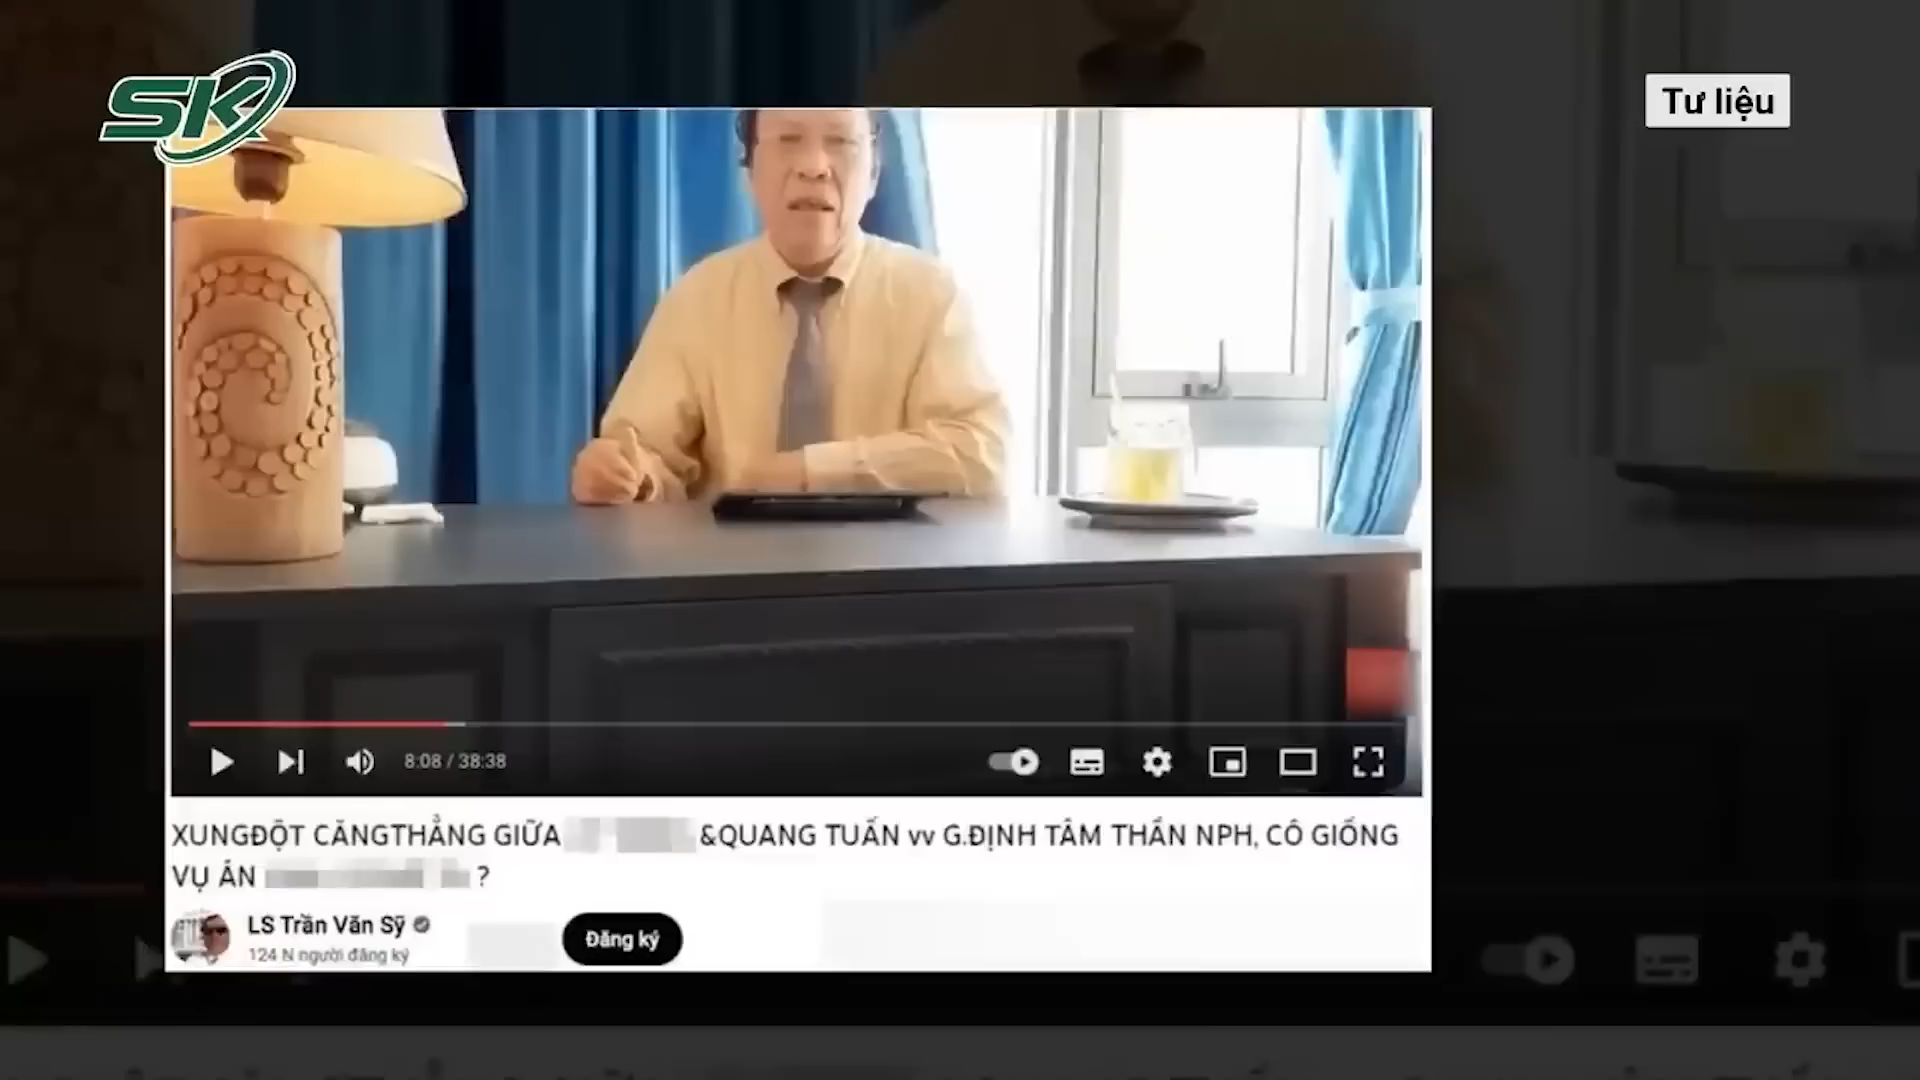 SK
Tư liệu
8:08 / 38:38
XUNGĐỘT CĂNGTHẲNG GIỮA &QUANG TUẤN vv G.ĐỊNH TÂM THẦN NPH, CÓ GIỐNG
VỤ ÁN ?
LS Trần Văn Sỹ
124 N người đăng ký
Đăng ký